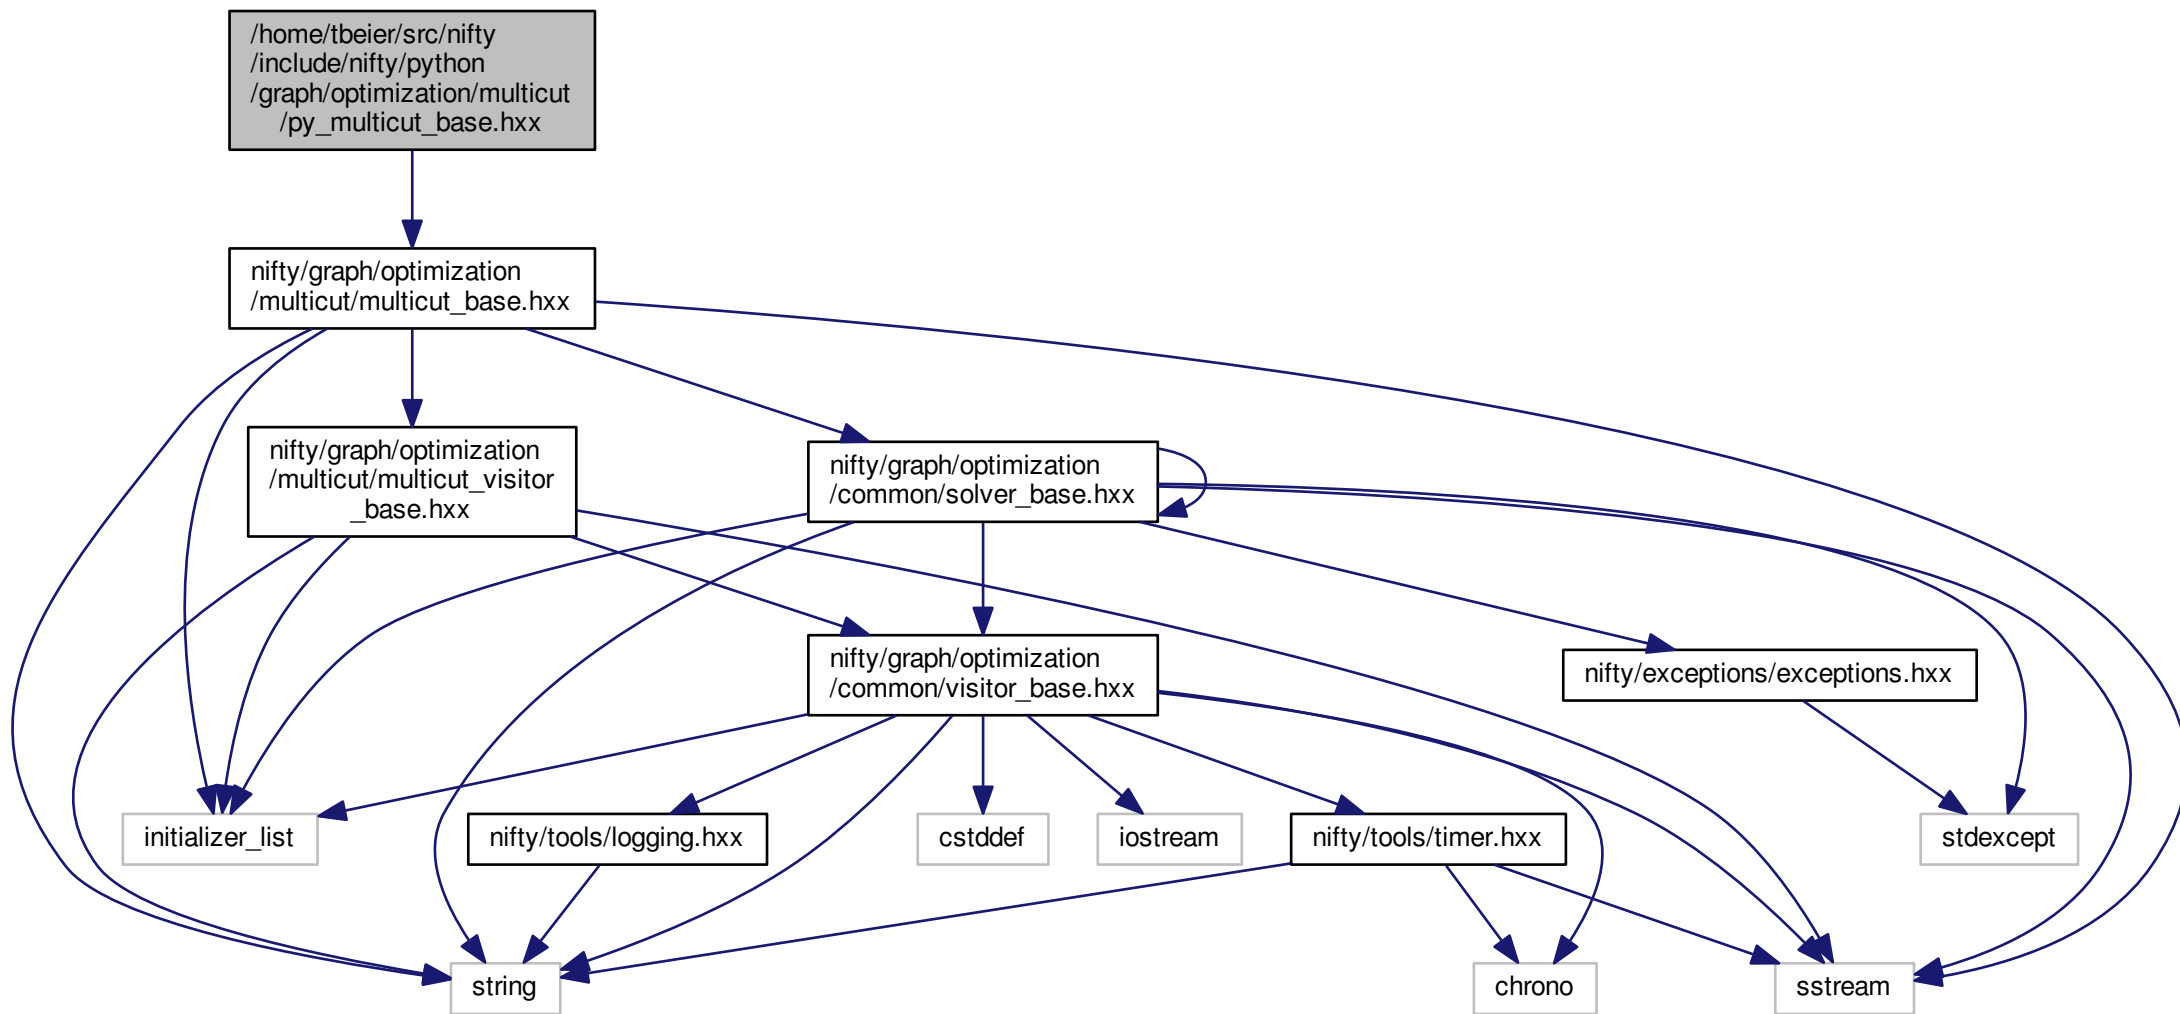 /home/tbeier/src/nifty
/include/nifty/python
/graph/optimization/multicut
/py_multicut_base.hxx
nifty/graph/optimization
/multicut/multicut_base.hxx
nifty/graph/optimization
/multicut/multicut_visitor
_base.hxx
nifty/graph/optimization
/common/solver_base.hxx
nifty/graph/optimization
/common/visitor_base.hxx
nifty/exceptions/exceptions.hxx
initializer_list
nifty/tools/logging.hxx
cstddef
iostream
nifty/tools/timer.hxx
stdexcept
string
chrono
sstream